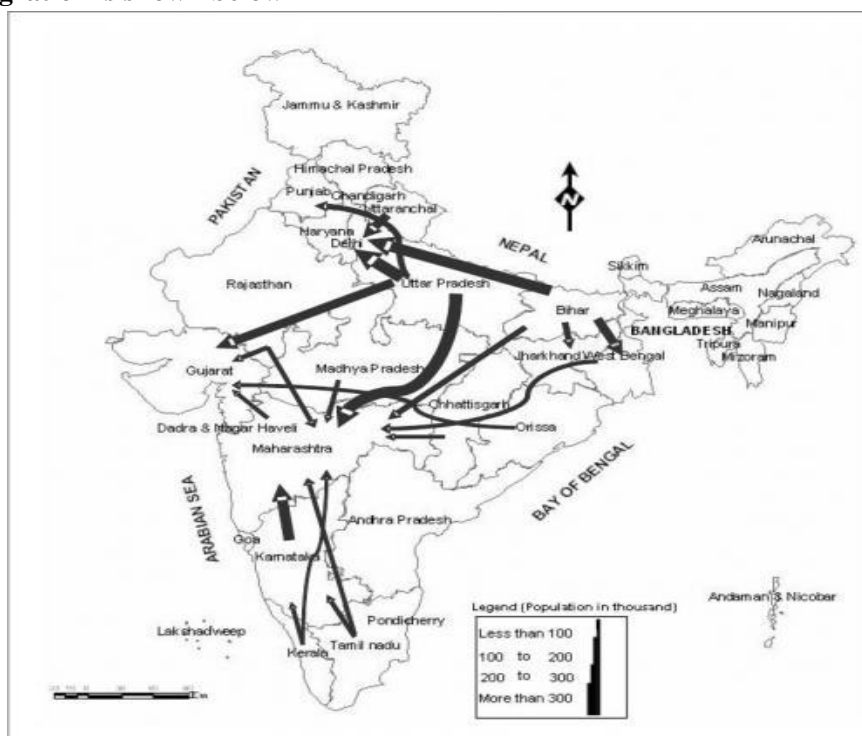 Jammu & Kashmir
Himachal Pradesh
PAKISTAN
Punjab
Chandigarh
Uttaranchal
N
Haryana
Delhi
NEPAL
Arunachal
Sikkim
Rajasthan
Uttar Pradesh
Assam
Nagaland
Bihar
Meghalaya
BANGLADESH
Manipur
Tripura
Mizoram
Jharkhand
West Bengal
Gujarat
Madhya Pradesh
Chhattisgarh
Dadra & Nagar Haveli
Orissa
Maharashtra
BAY OF BENGAL
ARABIAN SEA
Andhra Pradesh
Goa
Karnataka
Andaman & Nicobar
Pondicherry
Lakshadweep
Kerala
Tamil nadu
Legend (Population in thousand)
Less than 100
100 to 200
200 to 300
More than 300